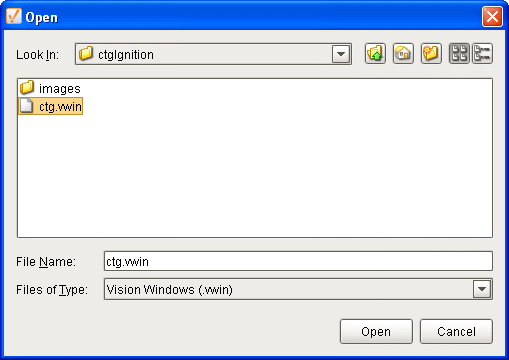 Open
Look In: ctgIgnition
images
ctg.vwin
File Name: ctg.vwin
Files of Type: Vision Windows (.vwin)
Open Cancel